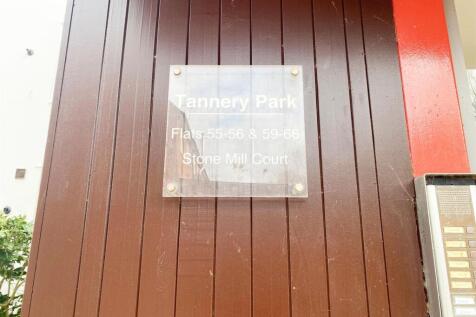 Tannery Park
Flats 55-56 & 59-66
Stone Mill Court